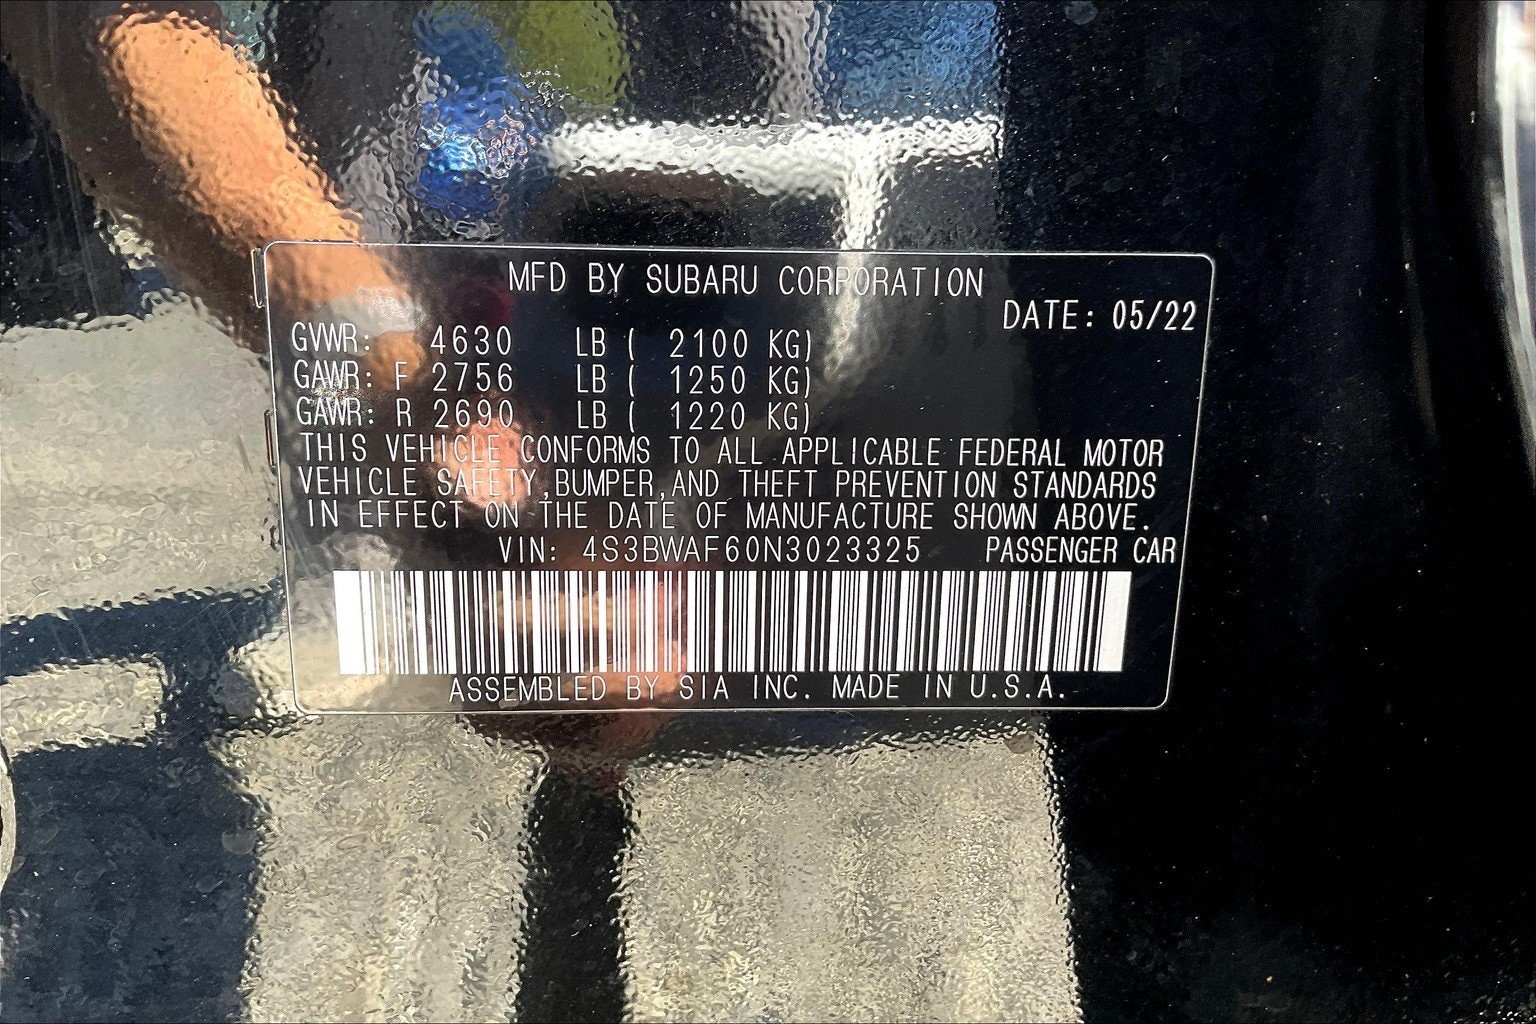 MFD BY SUBARU CORPORATION
DATE: 05/22
GVWR: 4630 LB ( 2100 KG)
GAWR: F 2756 LB ( 1250 KG)
GAWR: R 2690 LB ( 1220 KG)
THIS VEHICLE CONFORMS TO ALL APPLICABLE FEDERAL MOTOR
VEHICLE SAFETY,BUMPER,AND THEFT PREVENTION STANDARDS
IN EFFECT ON THE DATE OF MANUFACTURE SHOWN ABOVE.
VIN: 4S3BWAF60N3023325 PASSENGER CAR
ASSEMBLED BY SIA INC. MADE IN U.S.A.